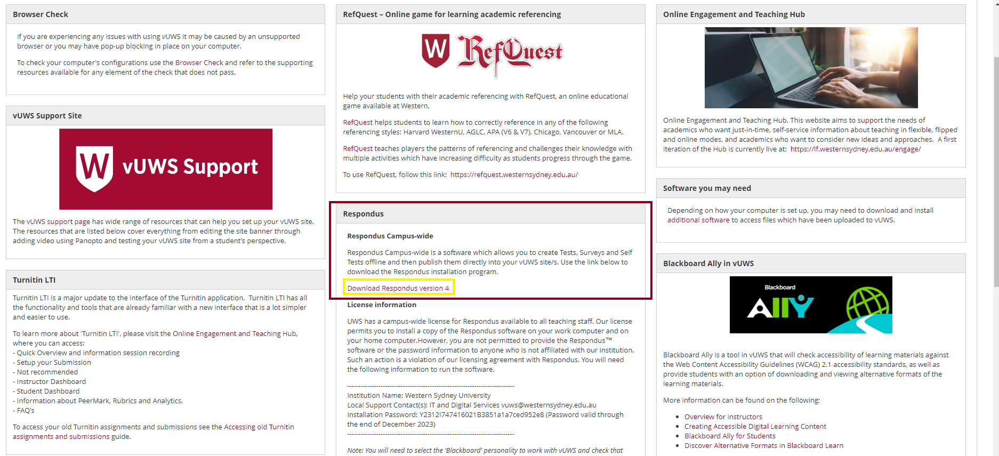 Browser Check
If you are experiencing any issues with using vUWS it may be caused by an unsupported
browser or you may have pop-up blocking in place on your computer.
To check your computer's configurations use the Browser Check and refer to the supporting
resources available for any element of the check that does not pass.
vUWS Support Site
W vUWS Support
The vUWS support page has wide range of resources that can help you set up your vUWS site.
The resources that are listed below cover everything from editing the site banner through
adding video using Panopto and testing your vUWS site from a student's perspective.
Turnitin LTI
Turnitin LTI is a major update to the interface of the Turnitin application.  Turnitin LTI has all
the functionality and tools that are already familiar with a new interface that is a lot simpler
and easier to use.
To learn more about 'Turnitin LTI', please visit the Online Engagement and Teaching Hub,
where you can access:
- Quick Overview and information session recording
- Setup your Submission
- Not recommended
- Instructor Dashboard
- Student Dashboard
- Information about PeerMark, Rubrics and Analytics.
- FAQ's
To access your old Turnitin assignments and submissions see the Accessing old Turnitin
assignments and submissions guide.
RefQuest – Online game for learning academic referencing
W RefQuest
Help your students with their academic referencing with RefQuest, an online educational
game available at Western.
RefQuest helps students to learn how to correctly reference in any of the following
referencing styles: Harvard WesternU, AGLC, APA (V6 & V7), Chicago, Vancouver or MLA.
RefQuest teaches players the patterns of referencing and challenges their knowledge with
multiple activities which have increasing difficulty as students progress through the game.
To use RefQuest, follow this link:  https://refquest.westernsydney.edu.au/
Respondus
Respondus Campus-wide
Respondus Campus-wide is a software which allows you to create Tests, Surveys and Self
Tests offline and then publish them directly into your vUWS site/s. Use the link below to
download the Respondus installation program.
Download Respondus version 4
License information
UWS has a campus-wide license for Respondus available to all teaching staff. Our license
permits you to install a copy of the Respondus software on your work computer and on
your home computer.However, you are not permitted to provide the Respondus™
software or the password information to anyone who is not affiliated with our institution.
Such an action is a violation of our licensing agreement with Respondus. You will need
the following information to run the software.
---------------------------------------------------------------------------
Institution Name: Western Sydney University
Local Support Contact(s): IT and Digital Services vuws@westernsydney.edu.au
Installation Password: Y2312I747416021B3851a1a7ced952e8 (Password valid through
the end of December 2023)
---------------------------------------------------------------------------
Note: You will need to select the 'Blackboard' personality to work with vUWS and check that
Online Engagement and Teaching Hub
Online Engagement and Teaching Hub. This website aims to support the needs of
academics who want just-in-time, self-service information about teaching in flexible, flipped
and online modes, and academics who want to consider new ideas and approaches.  A first
iteration of the Hub is currently live at:  https://lf.westernsydney.edu.au/engage/
Software you may need
Depending on how your computer is set up, you may need to download and install
additional software to access files which have been uploaded to vUWS.
Blackboard Ally in vUWS
Blackboard
ALLY
Blackboard Ally is a tool in vUWS that will check accessibility of learning materials against
the Web Content Accessibility Guidelines (WCAG) 2.1 accessibility standards, as well as
provide students with an option of downloading and viewing alternative formats of the
learning materials.
More information can be found on the following;
• Overview for instructors
• Creating Accessible Digital Learning Content
• Blackboard Ally for Students
• Discover Alternative Formats in Blackboard Learn